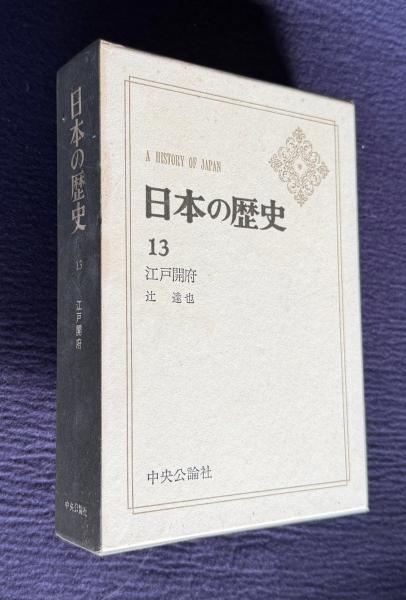 日本の歴史
13
江戸開府
中央公論社
A HISTORY OF JAPAN
日本の歴史
13
江戸開府
辻 達也
中央公論社